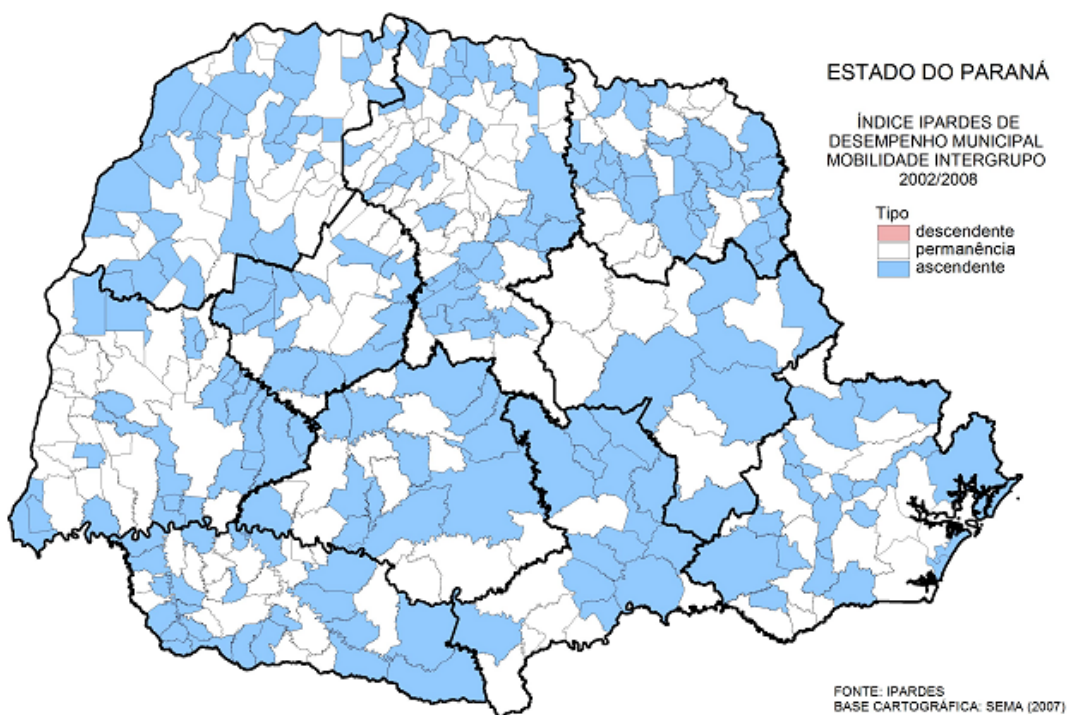 ESTADO DO PARANÁ
ÍNDICE IPARDES DE
DESEMPENHO MUNICIPAL
MOBILIDADE INTERGRUPO
2002/2008
Tipo
descendente
permanência
ascendente
FONTE: IPARDES
BASE CARTOGRÁFICA: SEMA (2007)